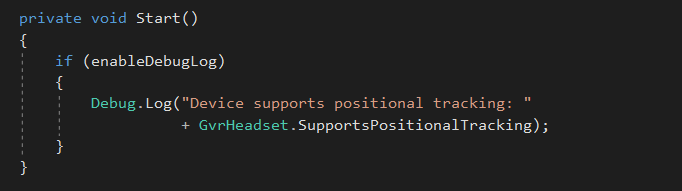 private void Start()
{
    if (enableDebugLog)
    {
        Debug.Log("Device supports positional tracking: "
                  + GvrHeadset.SupportsPositionalTracking);
    }
}